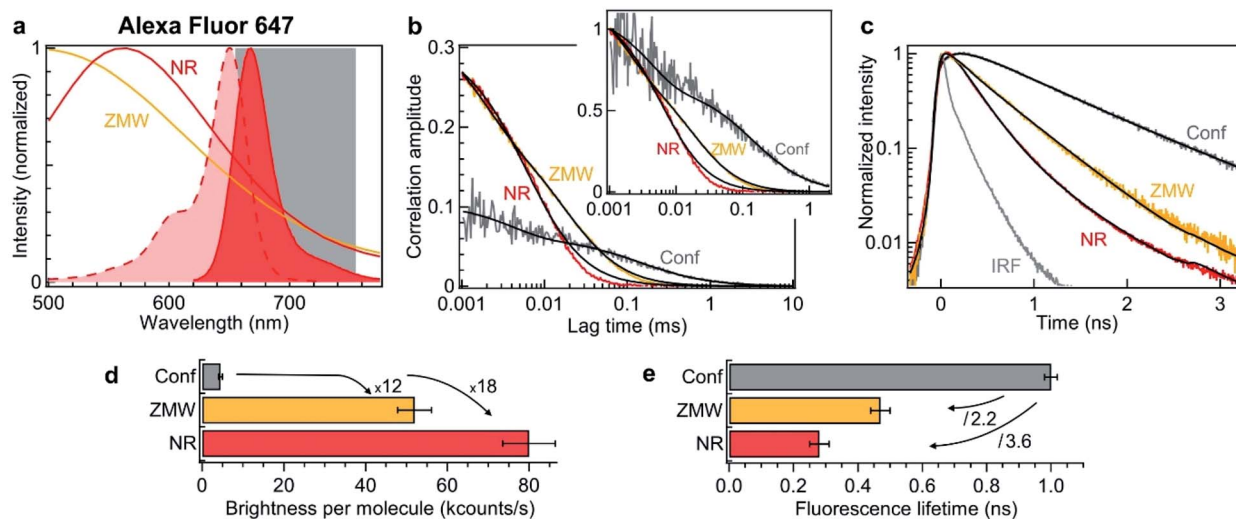 Alexa Fluor 647
a
Intensity (normalized)
1
0
NR
ZMW
500
600
700
Wavelength (nm)
b
Correlation amplitude
0.3
0.2
0.1
0
NR
ZMW
Conf
0.001
0.01
0.1
1
10
Lag time (ms)
1
0.5
0
NR
ZMW
Conf
0.001
0.01
0.1
1
c
Normalized intensity
1
0.1
0.01
Conf
ZMW
NR
IRF
0
1
2
3
Time (ns)
d
Conf
ZMW
NR
x12
x18
0
20
40
60
80
Brightness per molecule (kcounts/s)
e
Conf
ZMW
NR
/2.2
/3.6
0.0
0.2
0.4
0.6
0.8
1.0
Fluorescence lifetime (ns)